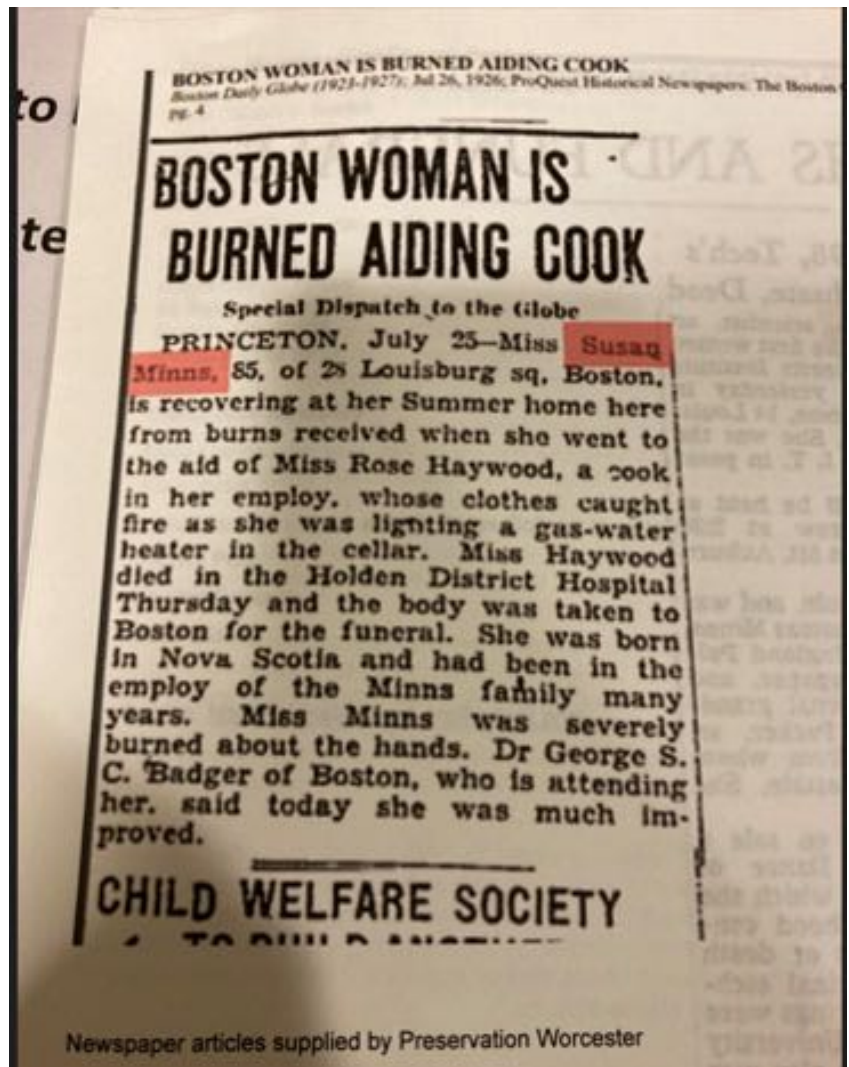 to
te
BOSTON WOMAN IS BURNED AIDING COOK
Boston Daily Globe (1923-1927); Jul 26, 1926; ProQuest Historical Newspapers: The Boston
pg. 4
BOSTON WOMAN IS
BURNED AIDING COOK
Special Dispatch to the Globe
PRINCETON, July 25—Miss Susan
Minns, 85, of 28 Louisburg sq, Boston,
is recovering at her Summer home here
from burns received when she went to
the aid of Miss Rose Haywood, a cook
in her employ, whose clothes caught
fire as she was lighting a gas-water
heater in the cellar. Miss Haywood
died in the Holden District Hospital
Thursday and the body was taken to
Boston for the funeral. She was born
in Nova Scotia and had been in the
employ of the Minns family many
years. Miss Minns was severely
burned about the hands. Dr George S.
C. Badger of Boston, who is attending
her, said today she was much im-
proved.
CHILD WELFARE SOCIETY
Newspaper articles supplied by Preservation Worcester